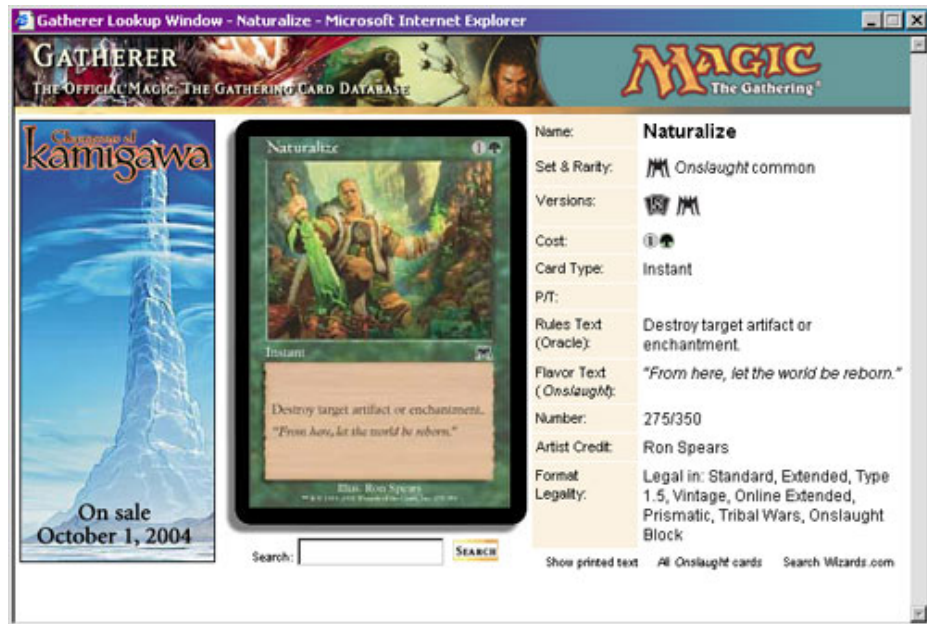 Gatherer Lookup Window - Naturalize - Microsoft Internet Explorer
GATHERER
THE OFFICIAL MAGIC: THE GATHERING CARD DATABASE
MAGIC
The Gathering®
Champions of
kamigawa
On sale
October 1, 2004
Naturalize 1
Instant
Destroy target artifact or enchantment.
"From here, let the world be reborn."
Illus. Ron Spears
Search:
SEARCH
Name: Naturalize
Set & Rarity: Onslaught common
Versions:
Cost: 1
Card Type: Instant
P/T:
Rules Text Destroy target artifact or
(Oracle): enchantment.
Flavor Text "From here, let the world be reborn."
(Onslaught):
Number: 275/350
Artist Credit: Ron Spears
Format Legal in: Standard, Extended, Type
Legality: 1.5, Vintage, Online Extended,
Prismatic, Tribal Wars, Onslaught
Block
Show printed text All Onslaught cards Search Wizards.com